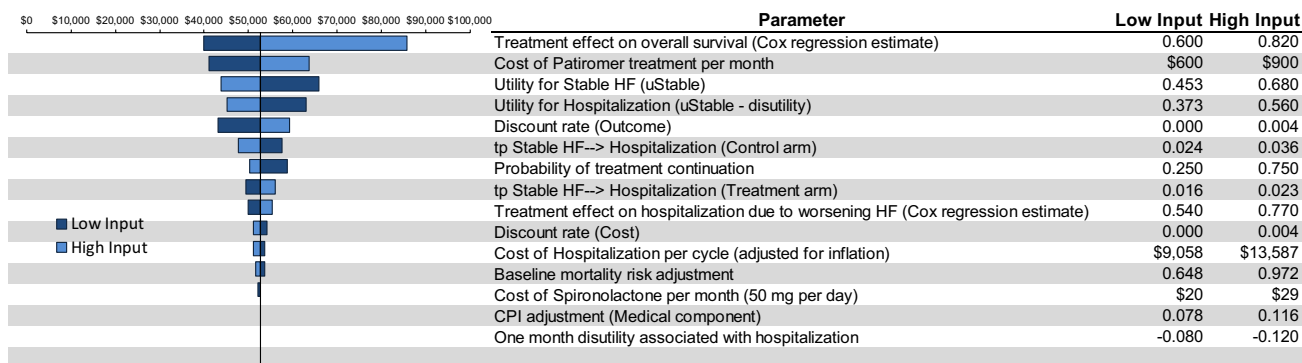 $0 $10,000 $20,000 $30,000 $40,000 $50,000 $60,000 $70,000 $80,000 $90,000 $100,000
Parameter Low Input High Input
Treatment effect on overall survival (Cox regression estimate) 0.600 0.820
Cost of Patiromer treatment per month $600 $900
Utility for Stable HF (uStable) 0.453 0.680
Utility for Hospitalization (uStable - disutility) 0.373 0.560
Discount rate (Outcome) 0.000 0.004
tp Stable HF--> Hospitalization (Control arm) 0.024 0.036
Probability of treatment continuation 0.250 0.750
tp Stable HF--> Hospitalization (Treatment arm) 0.016 0.023
Treatment effect on hospitalization due to worsening HF (Cox regression estimate) 0.540 0.770
Low Input
Discount rate (Cost) 0.000 0.004
High Input
Cost of Hospitalization per cycle (adjusted for inflation) $9,058 $13,587
Baseline mortality risk adjustment 0.648 0.972
Cost of Spironolactone per month (50 mg per day) $20 $29
CPI adjustment (Medical component) 0.078 0.116
One month disutility associated with hospitalization -0.080 -0.120